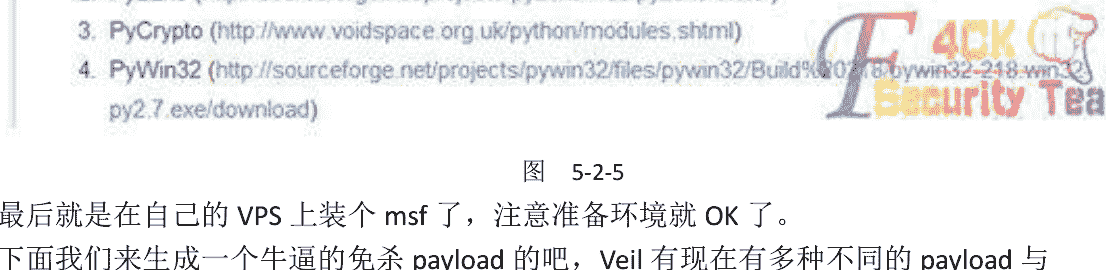 3. PyCrypto (http://www.voidspace.org.uk/python/modules.shtml)
4. PyWin32 (http://sourceforge.net/projects/pywin32/files/pywin32/Build%20218/pywin32-218.win32-
py2.7.exe/download)
F 4CK
Security Tea
图 5-2-5
最后就是在自己的 VPS 上装个 msf 了，注意准备环境就 OK 了。
下面我们来生成一个牛逼的免杀 payload 的吧，Veil 有现在有多种不同的 payload 与